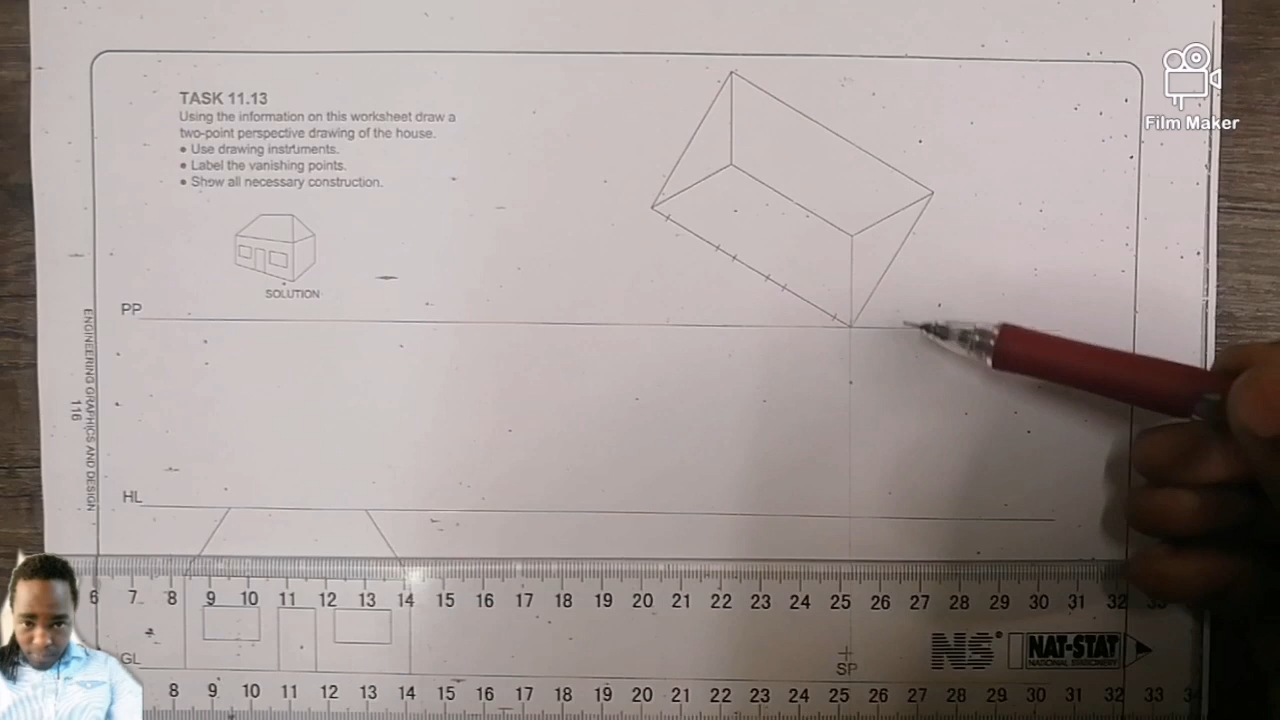 TASK 11.13
Using the information on this worksheet draw a
two-point perspective drawing of the house.
• Use drawing instruments.
• Label the vanishing points.
• Show all necessary construction.
SOLUTION
Film Maker
PP
ENGINEERING GRAPHICS AND DESIGN
116
HL
6 7 8 9 10 11 12 13 14 15 16 17 18 19 20 21 22 23 24 25 26 27 28 29 30 31 32 33
NS® NAT-STAT
NATIONAL STATIONERY
GL
SP
8 9 10 11 12 13 14 15 16 17 18 19 20 21 22 23 24 25 26 27 28 29 30 31 32 33